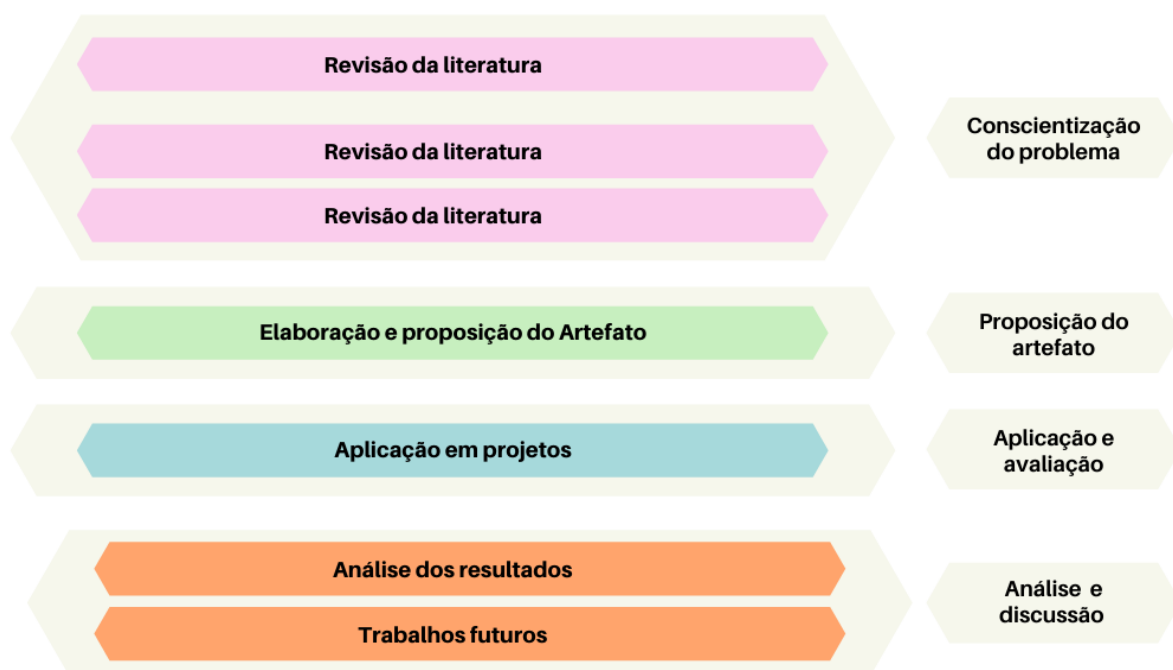 Revisão da literatura
Revisão da literatura
Revisão da literatura
Conscientização
do problema
Elaboração e proposição do Artefato
Proposição do
artefato
Aplicação em projetos
Aplicação e
avaliação
Análise dos resultados
Trabalhos futuros
Análise e
discussão